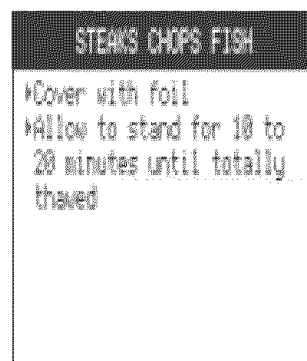 STEAKS CHOPS FISH
Cover with foil
Allow to stand for 10 to
20 minutes until totally
thawed